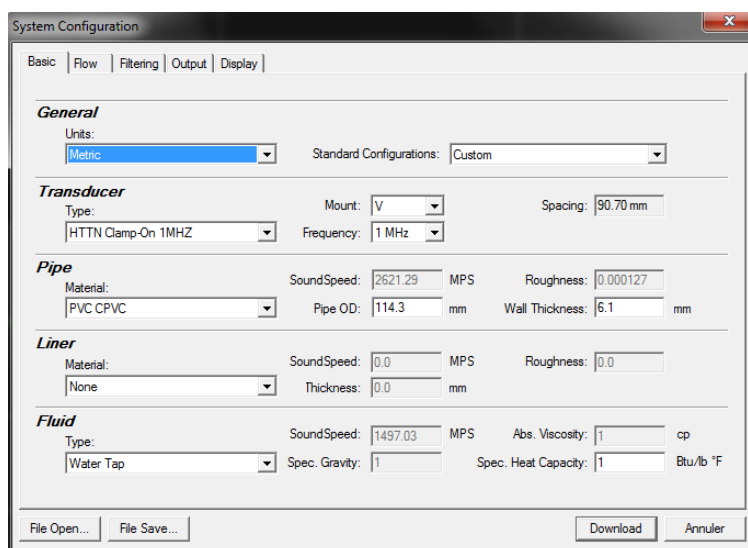 System Configuration
x
Basic Flow Filtering Output Display
General
Units:
Metric Standard Configurations: Custom
Transducer
Type: Mount: V Spacing: 90.70 mm
HTTN Clamp-On 1MHZ Frequency: 1 MHz
Pipe
Material: SoundSpeed: 2621.29 MPS Roughness: 0.000127
PVC CPVC Pipe OD: 114.3 mm Wall Thickness: 6.1 mm
Liner
Material: SoundSpeed: 0.0 MPS Roughness: 0.0
None Thickness: 0.0 mm
Fluid
Type: SoundSpeed: 1497.03 MPS Abs. Viscosity: 1 cp
Water Tap Spec. Gravity: 1 Spec. Heat Capacity: 1 Btu/lb °F
File Open... File Save... Download Annuler